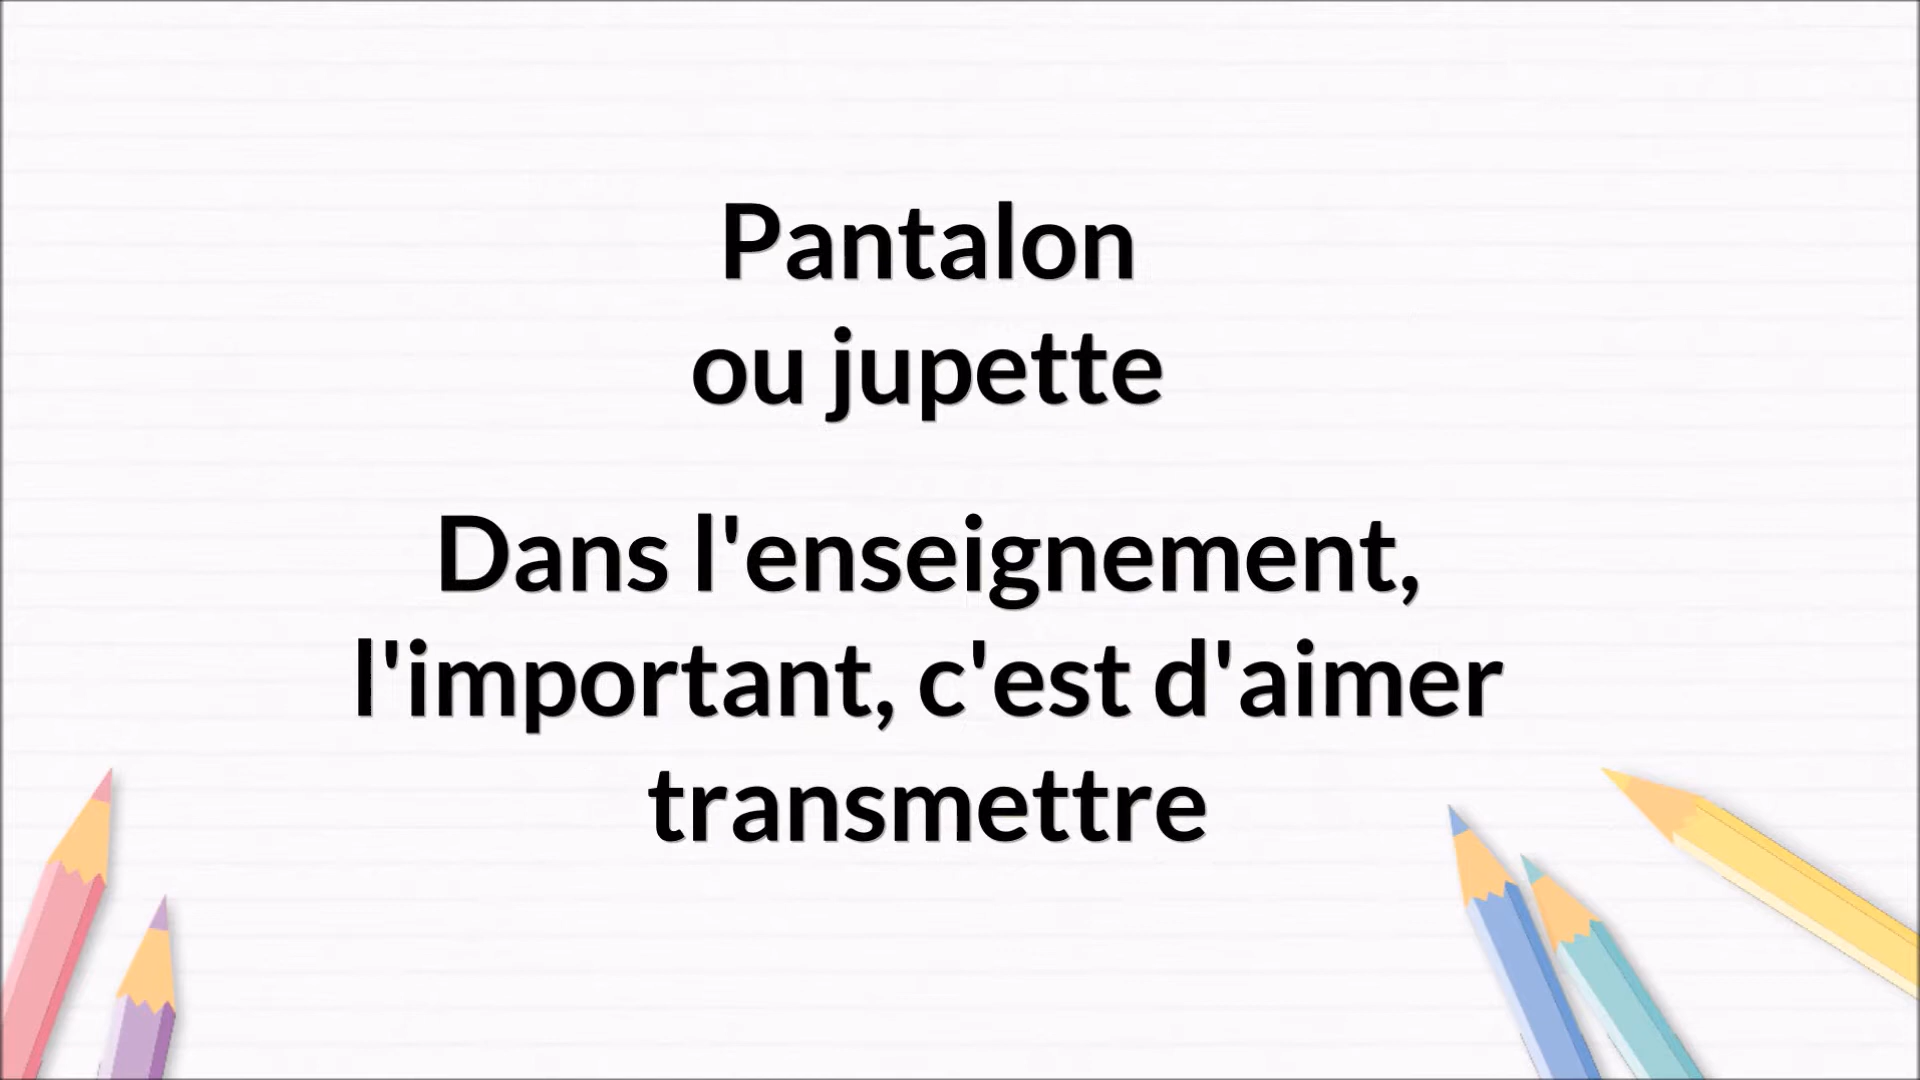 Pantalon
ou jupette
Dans l'enseignement,
l'important, c'est d'aimer
transmettre